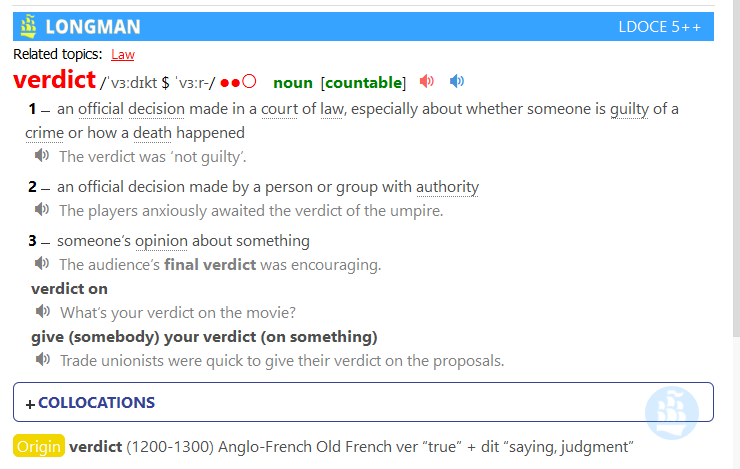 LONGMAN LDOCE 5++
Related topics: Law
verdict /ˈvɜːdɪkt $ ˈvɜːr-/ ●●○ noun [countable]
1 – an official decision made in a court of law, especially about whether someone is guilty of a
crime or how a death happened
The verdict was ‘not guilty’.
2 – an official decision made by a person or group with authority
The players anxiously awaited the verdict of the umpire.
3 – someone’s opinion about something
The audience’s final verdict was encouraging.
verdict on
What’s your verdict on the movie?
give (somebody) your verdict (on something)
Trade unionists were quick to give their verdict on the proposals.
+ COLLOCATIONS
Origin verdict (1200-1300) Anglo-French Old French ver “true” + dit “saying, judgment”